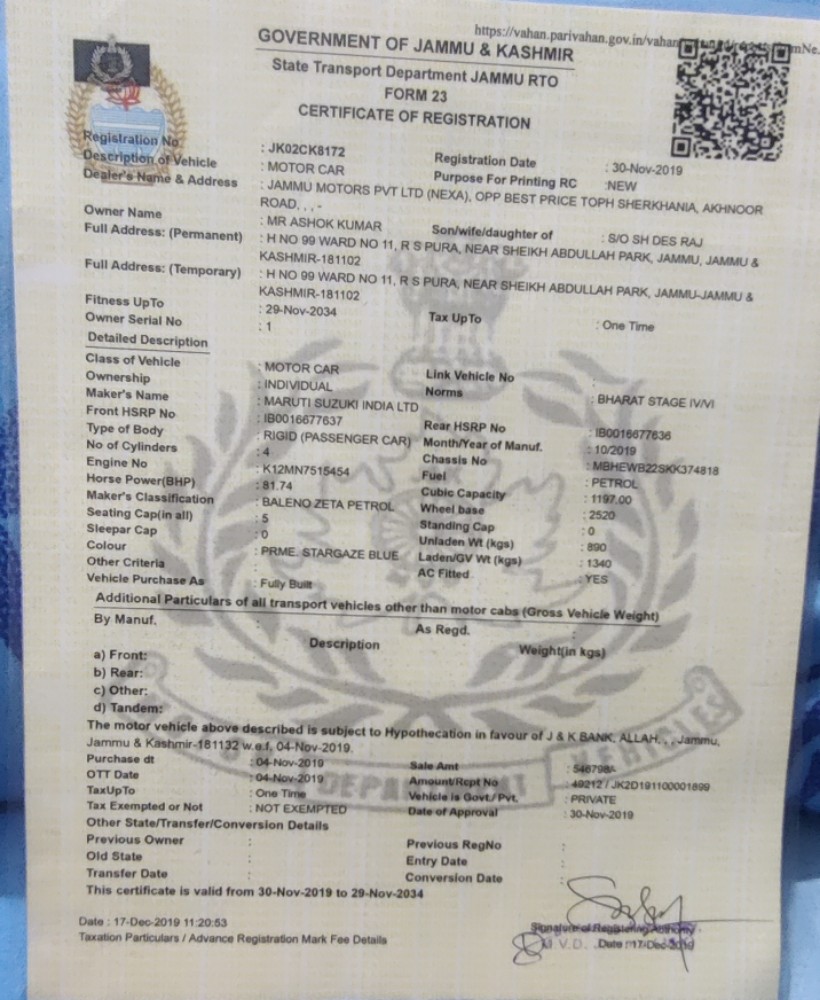 https://vahan.parivahan.gov.in/vahan
GOVERNMENT OF JAMMU & KASHMIR
State Transport Department JAMMU RTO
FORM 23
CERTIFICATE OF REGISTRATION
Registration No : JK02CK8172 Registration Date : 30-Nov-2019
Description of Vehicle : MOTOR CAR Purpose For Printing RC :NEW
Dealer's Name & Address : JAMMU MOTORS PVT LTD (NEXA), OPP BEST PRICE TOPH SHERKHANIA, AKHNOOR
ROAD, , , -
Owner Name : MR ASHOK KUMAR Son/wife/daughter of : S/O SH DES RAJ
Full Address: (Permanent) : H NO 99 WARD NO 11, R S PURA, NEAR SHEIKH ABDULLAH PARK, JAMMU, JAMMU &
KASHMIR-181102
Full Address: (Temporary) : H NO 99 WARD NO 11, R S PURA, NEAR SHEIKH ABDULLAH PARK, JAMMU-JAMMU &
KASHMIR-181102
Fitness UpTo : 29-Nov-2034 Tax UpTo : One Time
Owner Serial No : 1
Detailed Description
Class of Vehicle : MOTOR CAR Link Vehicle No :
Ownership : INDIVIDUAL Norms : BHARAT STAGE IV/VI
Maker's Name : MARUTI SUZUKI INDIA LTD
Front HSRP No : IB0016677637 Rear HSRP No : IB0016677636
Type of Body : RIGID (PASSENGER CAR) Month/Year of Manuf. : 10/2019
No of Cylinders : 4 Chassis No : MBHEWB22SKK374818
Engine No : K12MN7515454 Fuel : PETROL
Horse Power(BHP) : 81.74 Cubic Capacity : 1197.00
Maker's Classification : BALENO ZETA PETROL Wheel base : 2520
Seating Cap(in all) : 5 Standing Cap : 0
Sleepar Cap : 0 Unladen Wt (kgs) : 890
Colour : PRME. STARGAZE BLUE Laden/GV Wt (kgs) : 1340
Other Criteria : AC Fitted : YES
Vehicle Purchase As : Fully Built
Additional Particulars of all transport vehicles other than motor cabs (Gross Vehicle Weight)
By Manuf. : As Regd. :
Description Weight(in kgs)
a) Front:
b) Rear:
c) Other:
d) Tandem:
The motor vehicle above described is subject to Hypothecation in favour of J & K BANK, ALLAH, , , Jammu,
Jammu & Kashmir-181132 w.e.f, 04-Nov-2019.
Purchase dt : 04-Nov-2019 Sale Amt : 546798/-
OTT Date : 04-Nov-2019 Amount/Rcpt No : 49212 / JK2D191100001899
TaxUpTo : One Time Vehicle is Govt./ Pvt. : PRIVATE
Tax Exempted or Not : NOT EXEMPTED Date of Approval : 30-Nov-2019
Other State/Transfer/Conversion Details
Previous Owner : Previous RegNo :
Old State : Entry Date :
Transfer Date : Conversion Date :
This certificate is valid from 30-Nov-2019 to 29-Nov-2034
Date : 17-Dec-2019 11:20:53
Signature of Registering Authority
Taxation Particulars / Advance Registration Mark Fee Details M.V.D. Date :17-Dec-2019